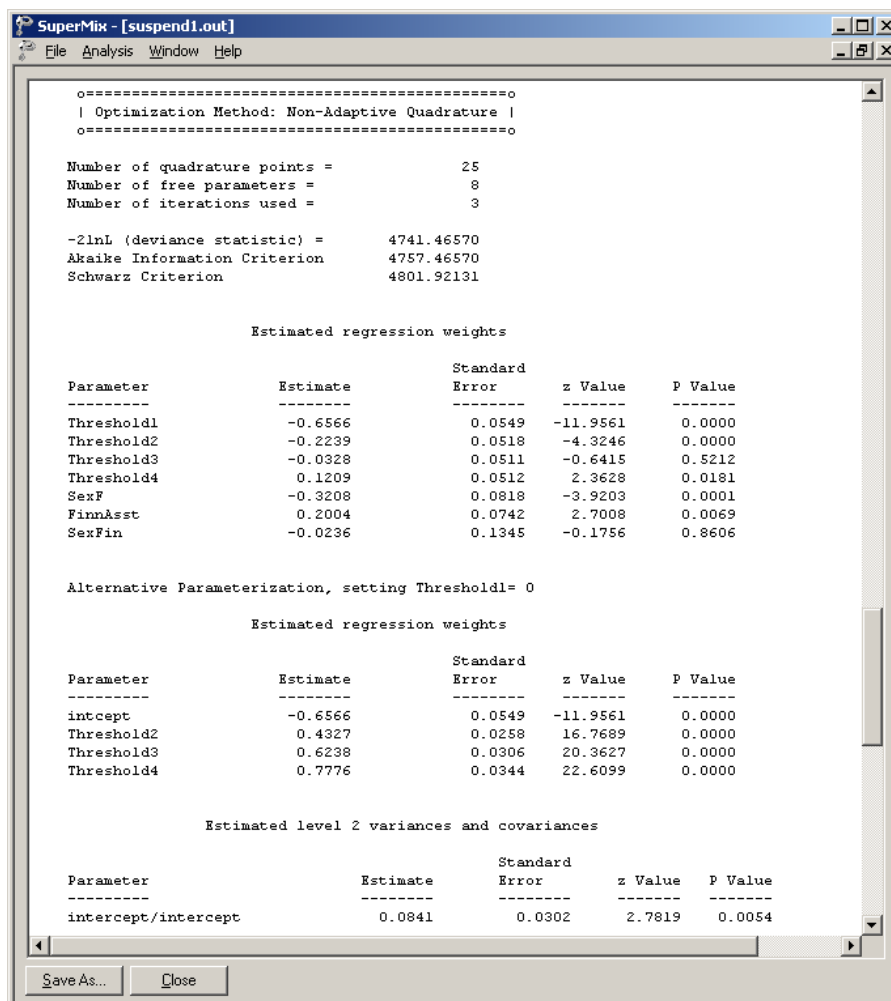 SuperMix - [suspend1.out]
File Analysis Window Help
o==============================================o
| Optimization Method: Non-Adaptive Quadrature |
o==============================================o
Number of quadrature points = 25
Number of free parameters = 8
Number of iterations used = 3
-2lnL (deviance statistic) = 4741.46570
Akaike Information Criterion 4757.46570
Schwarz Criterion 4801.92131
Estimated regression weights
Standard
Parameter Estimate Error z Value P Value
--------- -------- -------- ------- -------
Threshold1 -0.6566 0.0549 -11.9561 0.0000
Threshold2 -0.2239 0.0518 -4.3246 0.0000
Threshold3 -0.0328 0.0511 -0.6415 0.5212
Threshold4 0.1209 0.0512 2.3628 0.0181
SexF -0.3208 0.0818 -3.9203 0.0001
FinnAsst 0.2004 0.0742 2.7008 0.0069
SexFin -0.0236 0.1345 -0.1756 0.8606
Alternative Parameterization, setting Threshold1= 0
Estimated regression weights
Standard
Parameter Estimate Error z Value P Value
--------- -------- -------- ------- -------
intcept -0.6566 0.0549 -11.9561 0.0000
Threshold2 0.4327 0.0258 16.7689 0.0000
Threshold3 0.6238 0.0306 20.3627 0.0000
Threshold4 0.7776 0.0344 22.6099 0.0000
Estimated level 2 variances and covariances
Standard
Parameter Estimate Error z Value P Value
--------- -------- -------- ------- -------
intercept/intercept 0.0841 0.0302 2.7819 0.0054
Save As... Close